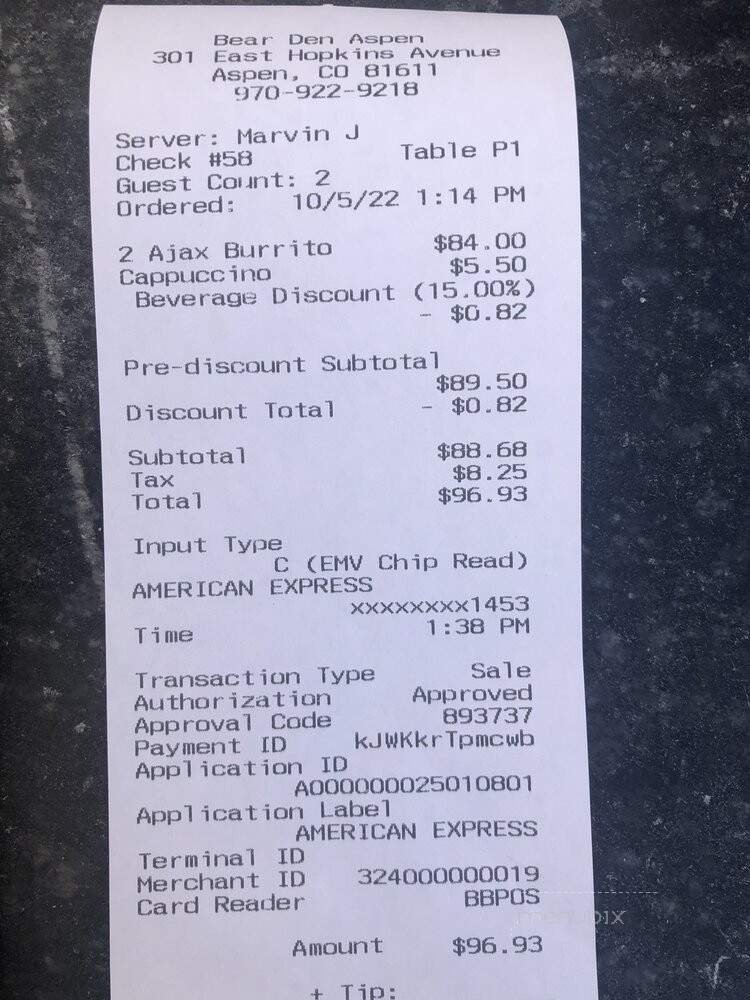 Bear Den Aspen
301 East Hopkins Avenue
Aspen, CO 81611
970-922-9218
Server: Marvin J
Check #58 Table P1
Guest Count: 2
Ordered: 10/5/22 1:14 PM
2 Ajax Burrito $84.00
Cappuccino $5.50
Beverage Discount (15.00%)
- $0.82
Pre-discount Subtotal
$89.50
Discount Total - $0.82
Subtotal $88.68
Tax $8.25
Total $96.93
Input Type
C (EMV Chip Read)
AMERICAN EXPRESS
xxxxxxxx1453
Time 1:38 PM
Transaction Type Sale
Authorization Approved
Approval Code 893737
Payment ID kJWKkrTpmcwb
Application ID
A000000025010801
Application Label
AMERICAN EXPRESS
Terminal ID
Merchant ID 324000000019
Card Reader BBPOS
menupix
Amount $96.93
+ Tip: